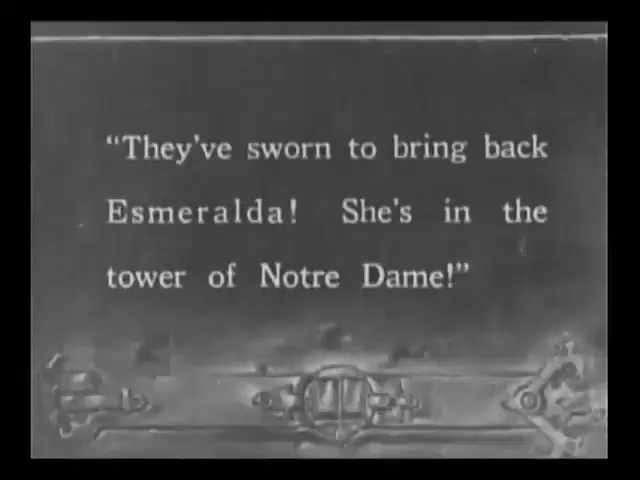 “They’ve sworn to bring back
Esmeralda! She’s in the
tower of Notre Dame!”